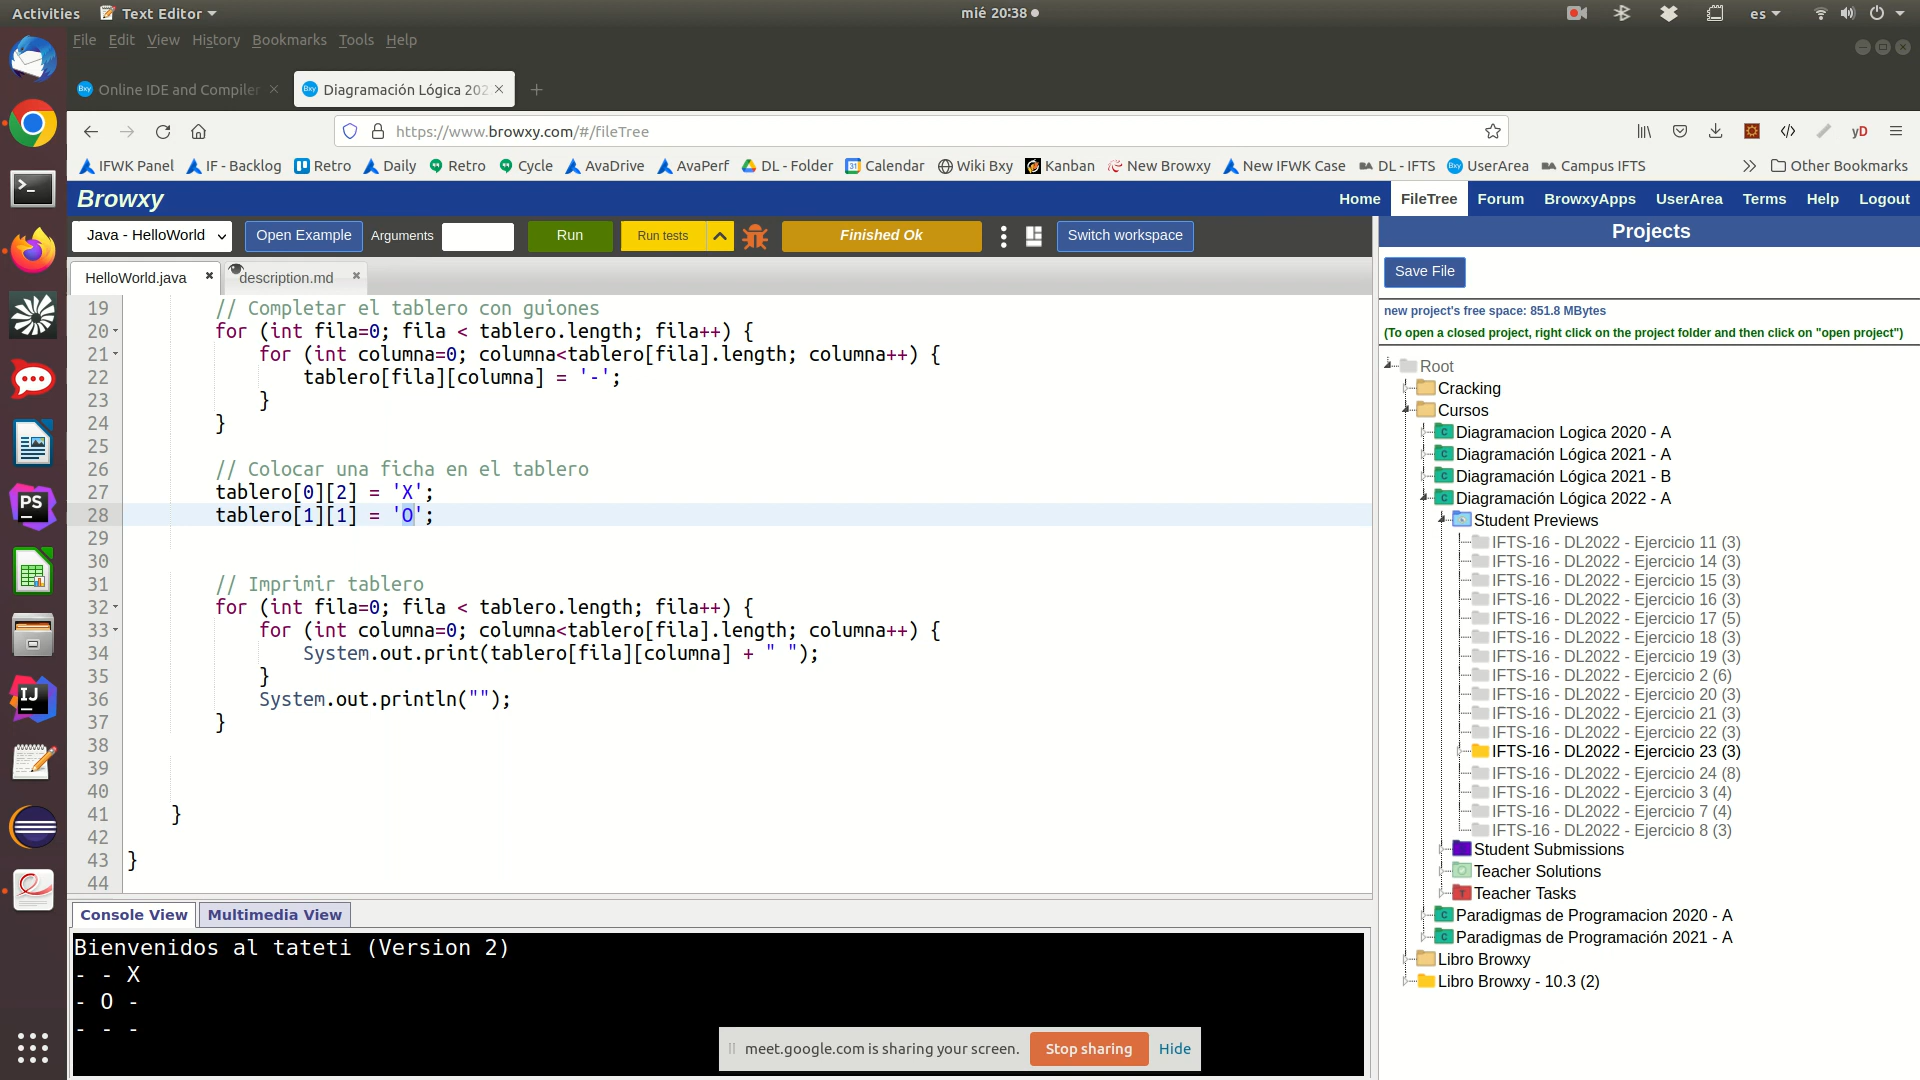 Activities
Text Editor
mié 20:38
es
File Edit View History Bookmarks Tools Help
Online IDE and Compiler
Diagramación Lógica 202
https://www.browxy.com/#/fileTree
yD
IFWK Panel
IF - Backlog
Retro
Daily
Retro
Cycle
AvaDrive
AvaPerf
DL - Folder
Calendar
Wiki Bxy
Kanban
New Browxy
New IFWK Case
DL - IFTS
UserArea
Campus IFTS
Other Bookmarks
Browxy
Home FileTree Forum BrowxyApps UserArea Terms Help Logout
Java - HelloWorld
Open Example
Arguments
Run
Run tests
Finished Ok
Switch workspace
HelloWorld.java
description.md
19 // Completar el tablero con guiones
20 for (int fila=0; fila < tablero.length; fila++) {
21 for (int columna=0; columna<tablero[fila].length; columna++) {
22 tablero[fila][columna] = '-';
23 }
24 }
25
26 // Colocar una ficha en el tablero
27 tablero[0][2] = 'X';
28 tablero[1][1] = 'O';
29
30
31 // Imprimir tablero
32 for (int fila=0; fila < tablero.length; fila++) {
33 for (int columna=0; columna<tablero[fila].length; columna++) {
34 System.out.print(tablero[fila][columna] + " ");
35 }
36 System.out.println("");
37 }
38
39
40
41 }
42
43 }
44
Console View
Multimedia View
Bienvenidos al tateti (Version 2)
- - X
- O -
- - -
meet.google.com is sharing your screen.
Stop sharing
Hide
Projects
Save File
new project's free space: 851.8 MBytes
(To open a closed project, right click on the project folder and then click on "open project")
Root
Cracking
Cursos
Diagramacion Logica 2020 - A
Diagramación Lógica 2021 - A
Diagramación Lógica 2021 - B
Diagramación Lógica 2022 - A
Student Previews
IFTS-16 - DL2022 - Ejercicio 11 (3)
IFTS-16 - DL2022 - Ejercicio 14 (3)
IFTS-16 - DL2022 - Ejercicio 15 (3)
IFTS-16 - DL2022 - Ejercicio 16 (3)
IFTS-16 - DL2022 - Ejercicio 17 (5)
IFTS-16 - DL2022 - Ejercicio 18 (3)
IFTS-16 - DL2022 - Ejercicio 19 (3)
IFTS-16 - DL2022 - Ejercicio 2 (6)
IFTS-16 - DL2022 - Ejercicio 20 (3)
IFTS-16 - DL2022 - Ejercicio 21 (3)
IFTS-16 - DL2022 - Ejercicio 22 (3)
IFTS-16 - DL2022 - Ejercicio 23 (3)
IFTS-16 - DL2022 - Ejercicio 24 (8)
IFTS-16 - DL2022 - Ejercicio 3 (4)
IFTS-16 - DL2022 - Ejercicio 7 (4)
IFTS-16 - DL2022 - Ejercicio 8 (3)
Student Submissions
Teacher Solutions
Teacher Tasks
Paradigmas de Programacion 2020 - A
Paradigmas de Programación 2021 - A
Libro Browxy
Libro Browxy - 10.3 (2)
PS
IJ